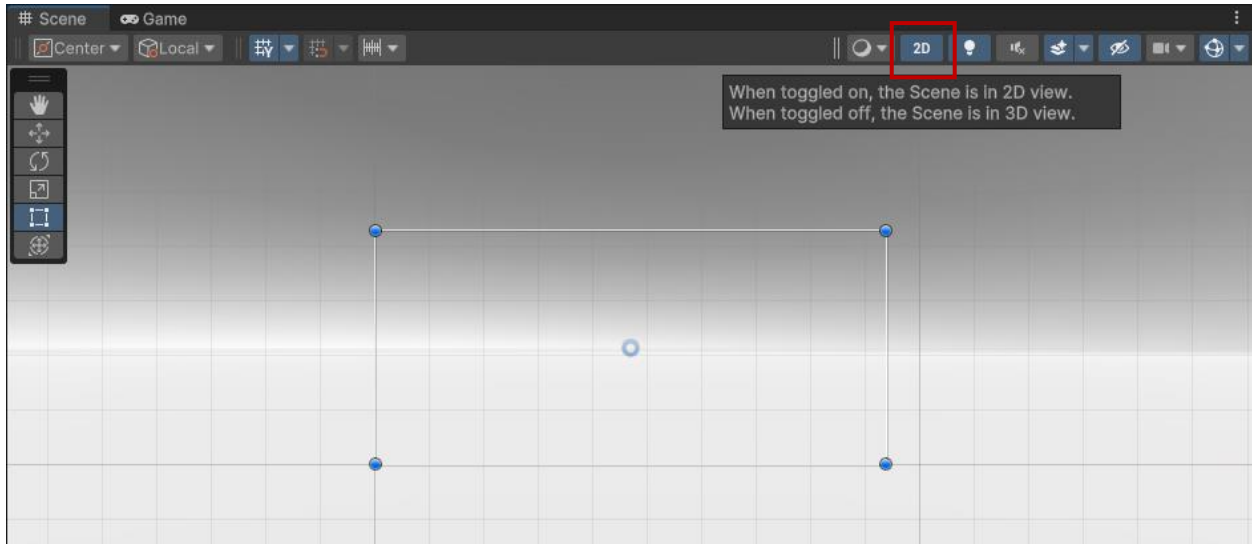 Scene Game
Center Local 2D
When toggled on, the Scene is in 2D view.
When toggled off, the Scene is in 3D view.